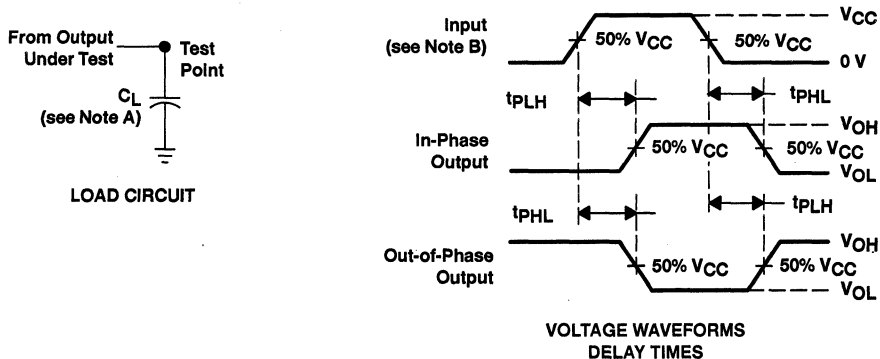 From Output
Under Test
Test
Point
CL
(see Note A)
LOAD CIRCUIT
Input
(see Note B)
50% VCC
50% VCC
VCC
0 V
tPLH
tPHL
In-Phase
Output
50% VCC
50% VCC
VOH
VOL
tPHL
tPLH
Out-of-Phase
Output
50% VCC
50% VCC
VOH
VOL
VOLTAGE WAVEFORMS
DELAY TIMES